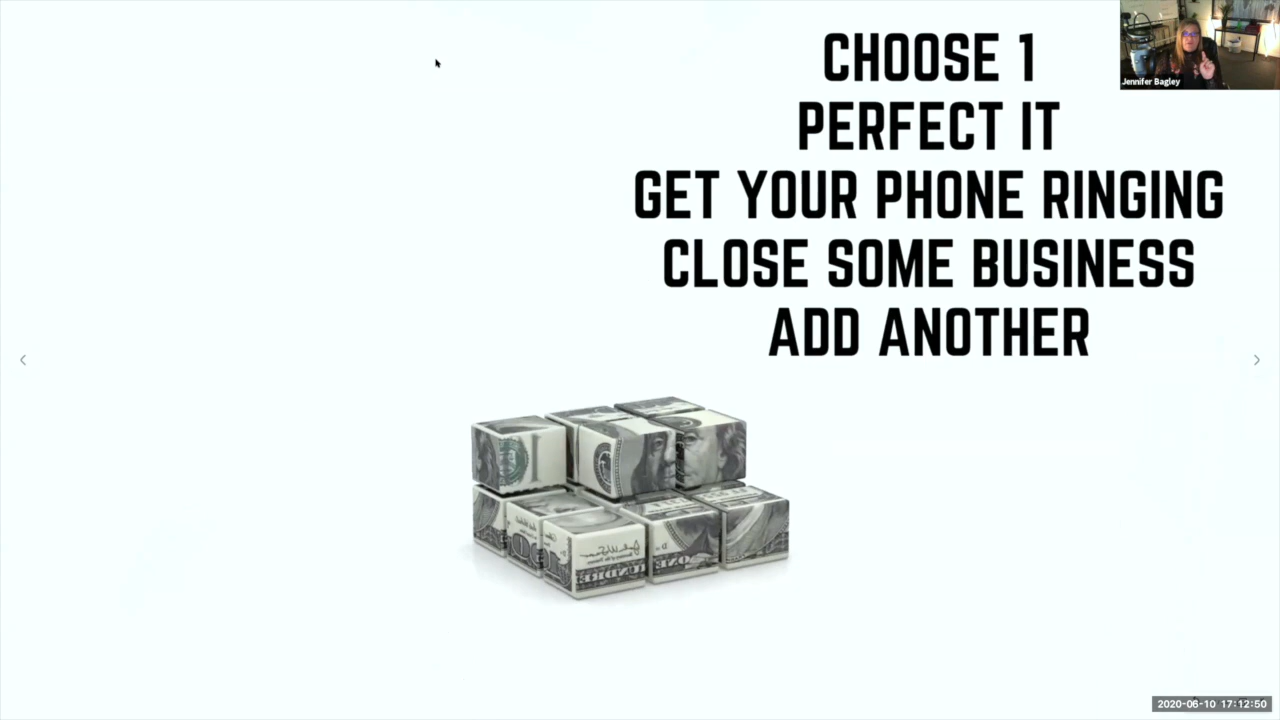 CHOOSE 1
PERFECT IT
GET YOUR PHONE RINGING
CLOSE SOME BUSINESS
ADD ANOTHER
Jennifer Bagley
2020-06-10 17:12:50